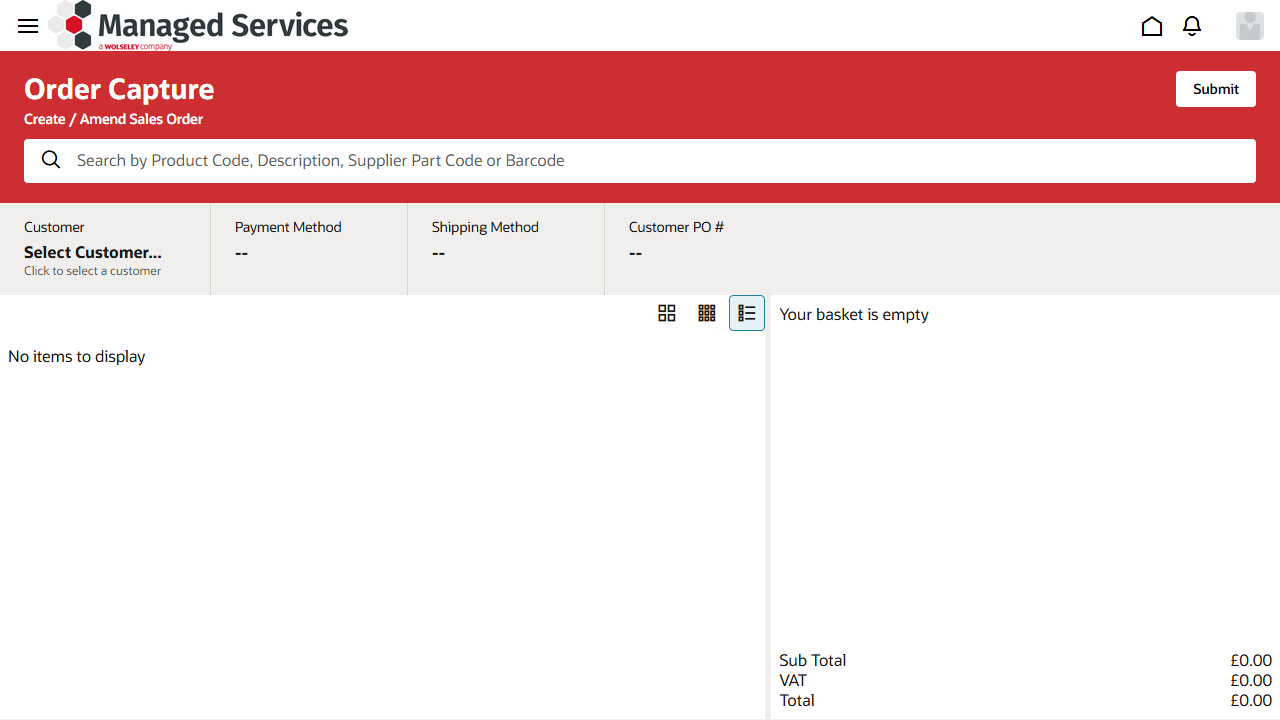 Managed Services
a WOLSELEY company
Order Capture
Submit
Create / Amend Sales Order
Search by Product Code, Description, Supplier Part Code or Barcode
Customer
Select Customer...
Click to select a customer
Payment Method
--
Shipping Method
--
Customer PO #
--
No items to display
Your basket is empty
Sub Total £0.00
VAT £0.00
Total £0.00